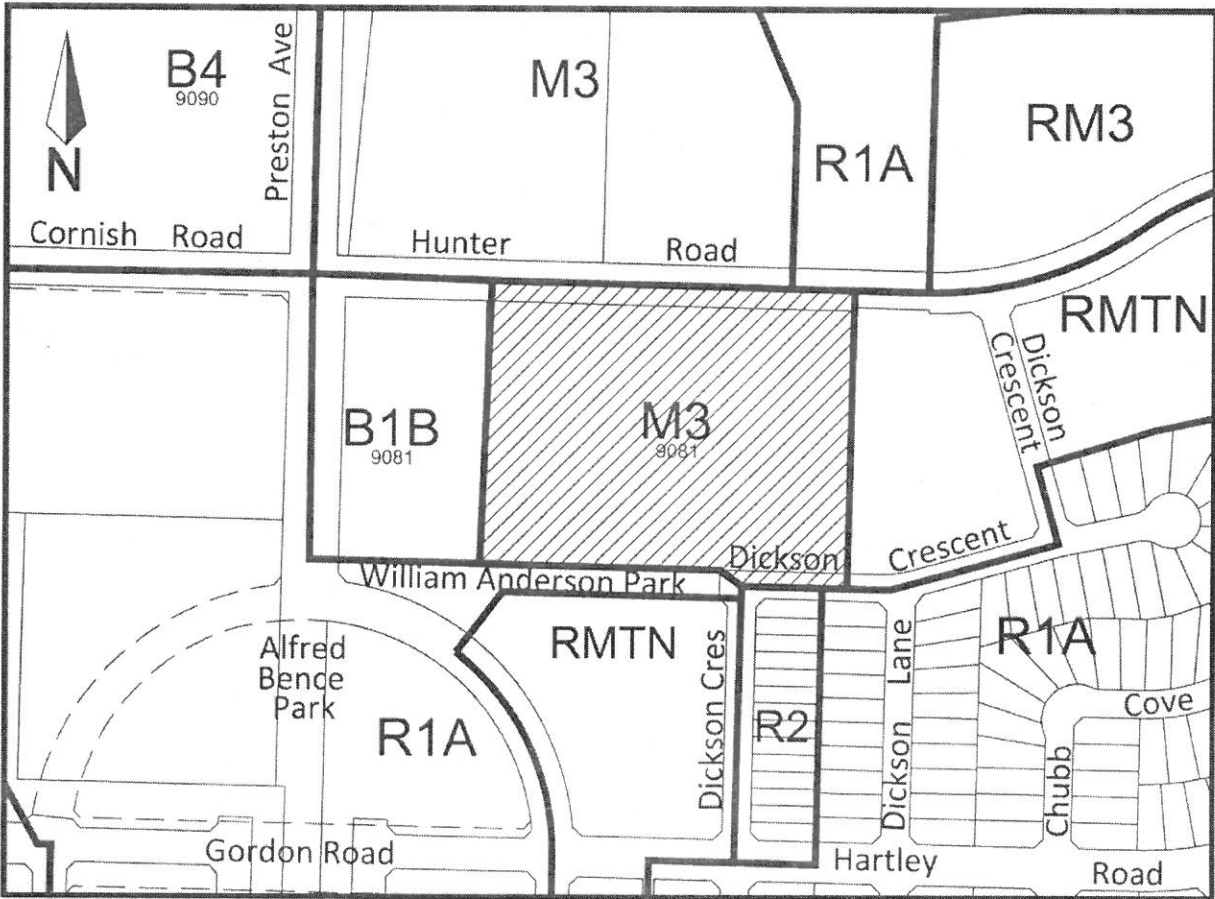 B4
9090
Preston Ave
M3
R1A
RM3
N
Cornish Road
Hunter Road
RMTN
Dickson
Crescent
B1B
9081
M3
9081
Dickson Crescent
William Anderson Park
Alfred
Bence
Park
RMTN
R1A
Dickson Cres
R2
Dickson Lane
R1A
Cove
Chubb
Gordon Road
Hartley Road